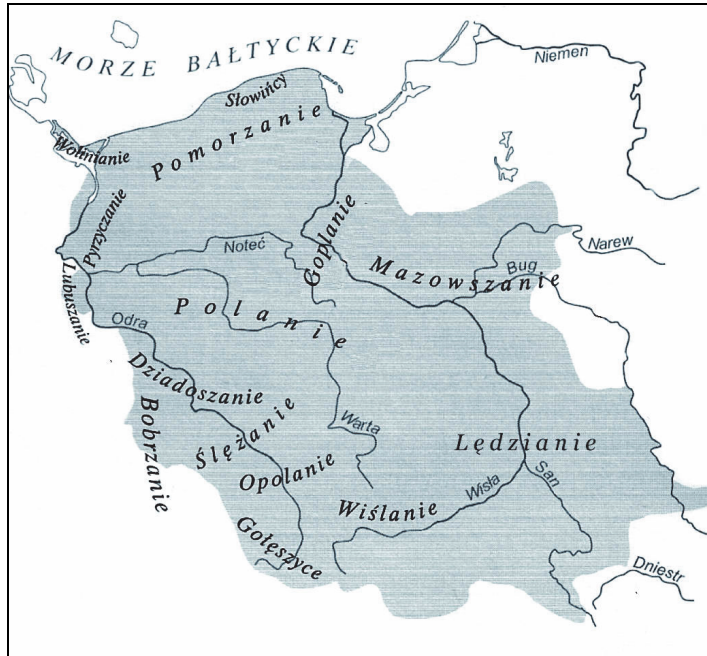 MORZE BAŁTYCKIE
Niemen
Słowińcy
Pomorzanie
Wolinianie
Pyrzyczanie
Goplanie
Noteć
Narew
Mazowszanie
Bug
Lubuszanie
Polanie
Odra
Dziadoszanie
Bobrzanie
Ślężanie
Warta
Lędzianie
Opolanie
Wisła
San
Wiślanie
Gołęszyce
Dniestr